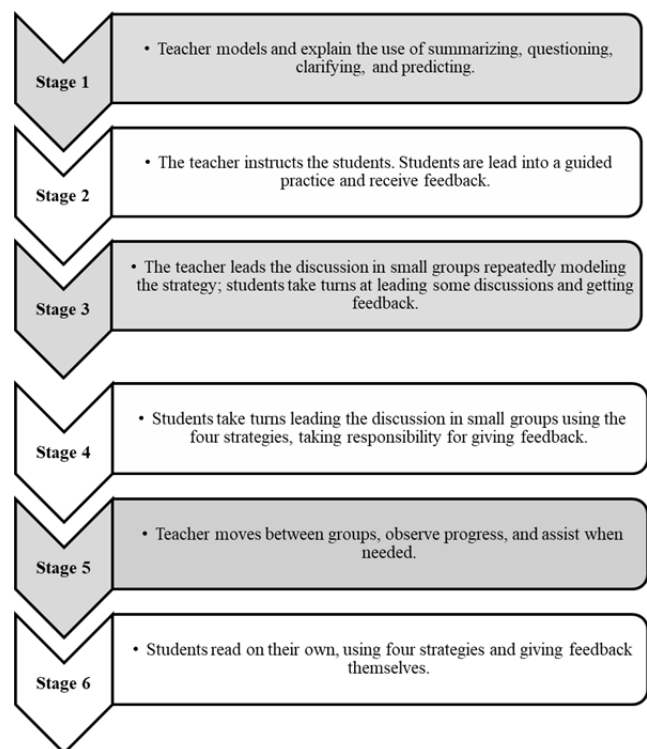 Stage 1
• Teacher models and explain the use of summarizing, questioning,
clarifying, and predicting.
Stage 2
• The teacher instructs the students. Students are lead into a guided
practice and receive feedback.
Stage 3
• The teacher leads the discussion in small groups repeatedly modeling
the strategy; students take turns at leading some discussions and getting
feedback.
Stage 4
• Students take turns leading the discussion in small groups using the
four strategies, taking responsibility for giving feedback.
Stage 5
• Teacher moves between groups, observe progress, and assist when
needed.
Stage 6
• Students read on their own, using four strategies and giving feedback
themselves.